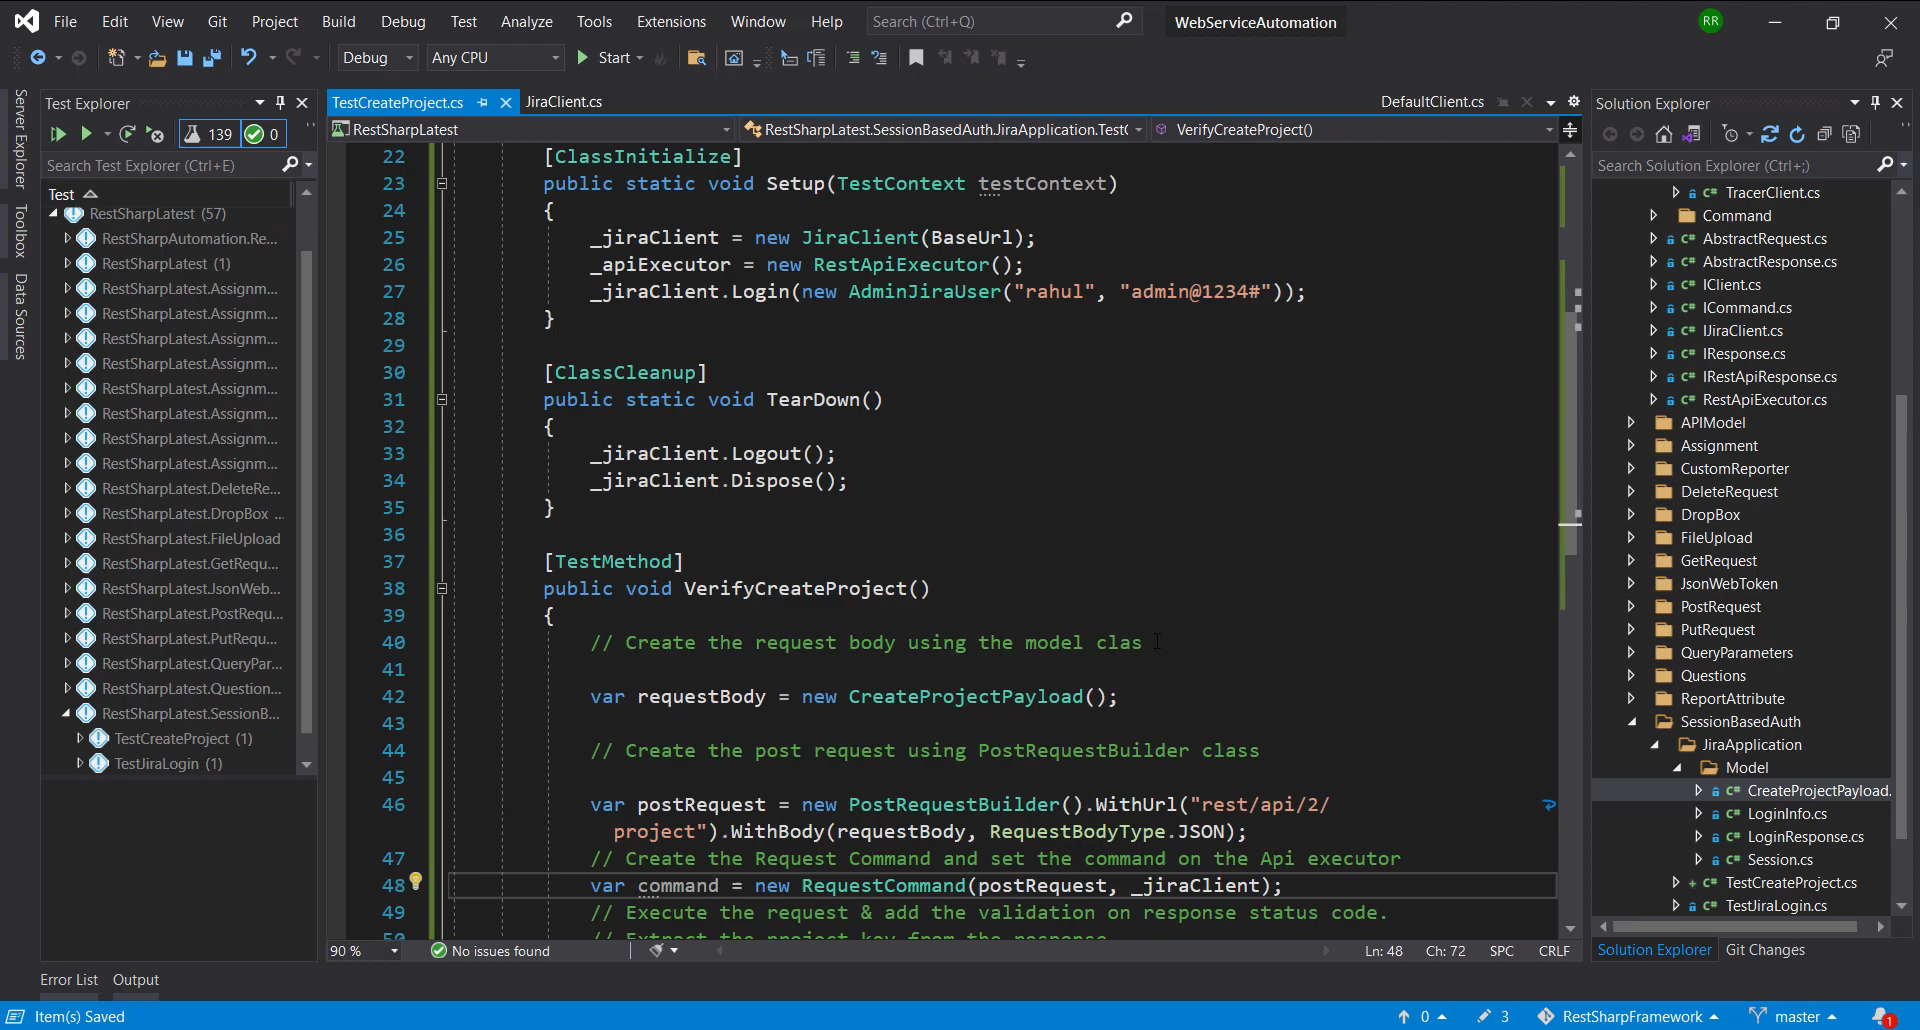 File Edit View Git Project Build Debug Test Analyze Tools Extensions Window Help Search (Ctrl+Q) WebServiceAutomation RR
Debug Any CPU Start
Server Explorer
Toolbox
Data Sources
Test Explorer
139 0
Search Test Explorer (Ctrl+E)
Test
RestSharpLatest (57)
RestSharpAutomation.Re...
RestSharpLatest (1)
RestSharpLatest.Assignm...
RestSharpLatest.Assignm...
RestSharpLatest.Assignm...
RestSharpLatest.Assignm...
RestSharpLatest.Assignm...
RestSharpLatest.Assignm...
RestSharpLatest.Assignm...
RestSharpLatest.Assignm...
RestSharpLatest.DeleteRe...
RestSharpLatest.DropBox ...
RestSharpLatest.FileUpload
RestSharpLatest.GetRequ...
RestSharpLatest.JsonWeb...
RestSharpLatest.PostRequ...
RestSharpLatest.PutRequ...
RestSharpLatest.QueryPar...
RestSharpLatest.Question...
RestSharpLatest.SessionB...
TestCreateProject (1)
TestJiraLogin (1)
TestCreateProject.cs JiraClient.cs DefaultClient.cs
RestSharpLatest RestSharpLatest.SessionBasedAuth.JiraApplication.Test( VerifyCreateProject()
22 [ClassInitialize]
23 public static void Setup(TestContext testContext)
24 {
25 _jiraClient = new JiraClient(BaseUrl);
26 _apiExecutor = new RestApiExecutor();
27 _jiraClient.Login(new AdminJiraUser("rahul", "admin@1234#"));
28 }
29
30 [ClassCleanup]
31 public static void TearDown()
32 {
33 _jiraClient.Logout();
34 _jiraClient.Dispose();
35 }
36
37 [TestMethod]
38 public void VerifyCreateProject()
39 {
40 // Create the request body using the model clas
41
42 var requestBody = new CreateProjectPayload();
43
44 // Create the post request using PostRequestBuilder class
45
46 var postRequest = new PostRequestBuilder().WithUrl("rest/api/2/
project").WithBody(requestBody, RequestBodyType.JSON);
47 // Create the Request Command and set the command on the Api executor
48 var command = new RequestCommand(postRequest, _jiraClient);
49 // Execute the request & add the validation on response status code.
50 // Extract the project key from the response
90 % No issues found Ln: 48 Ch: 72 SPC CRLF
Solution Explorer
Search Solution Explorer (Ctrl+;)
C# TracerClient.cs
Command
C# AbstractRequest.cs
C# AbstractResponse.cs
C# IClient.cs
C# ICommand.cs
C# IJiraClient.cs
C# IResponse.cs
C# IRestApiResponse.cs
C# RestApiExecutor.cs
APIModel
Assignment
CustomReporter
DeleteRequest
DropBox
FileUpload
GetRequest
JsonWebToken
PostRequest
PutRequest
QueryParameters
Questions
ReportAttribute
SessionBasedAuth
JiraApplication
Model
C# CreateProjectPayload.
C# LoginInfo.cs
C# LoginResponse.cs
C# Session.cs
C# TestCreateProject.cs
C# TestJiraLogin.cs
Solution Explorer Git Changes
Error List Output
Item(s) Saved 0 3 RestSharpFramework master 1